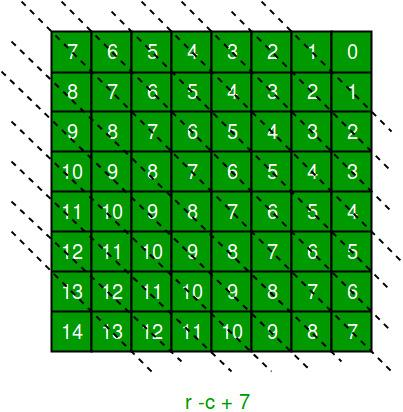 7 6 5 4 3 2 1 0
8 7 6 5 4 3 2 1
9 8 7 6 5 4 3 2
10 9 8 7 6 5 4 3
11 10 9 8 7 6 5 4
12 11 10 9 8 7 6 5
13 12 11 10 9 8 7 6
14 13 12 11 10 9 8 7
r -c + 7